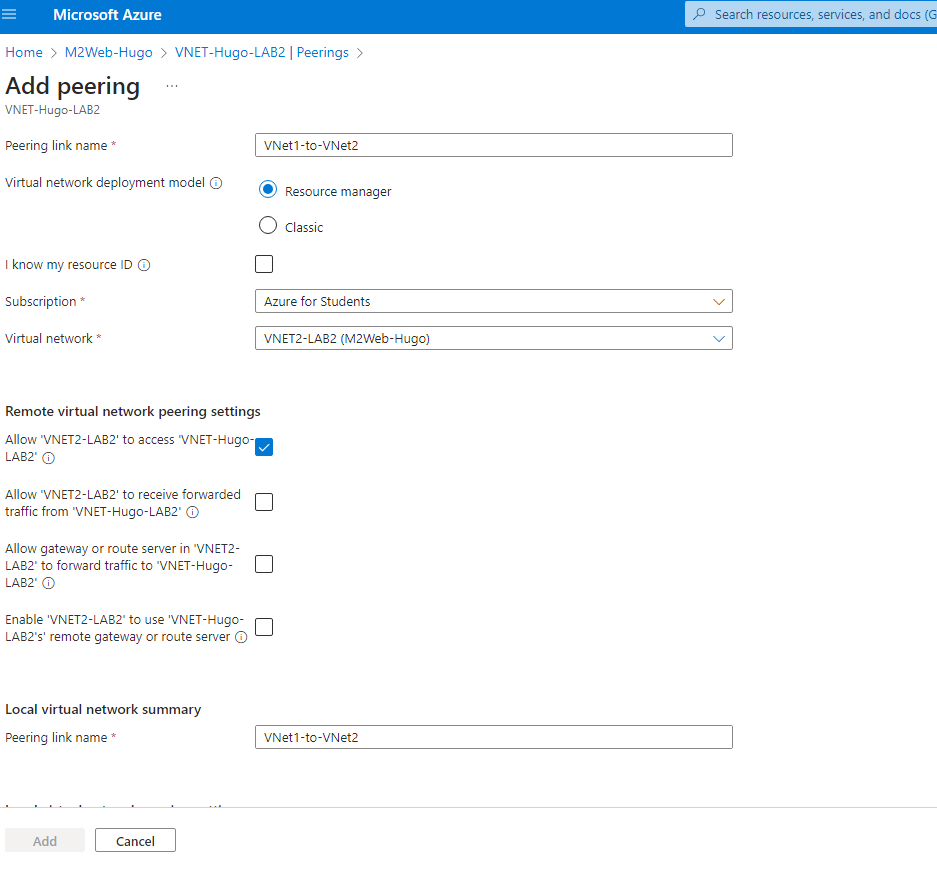 Microsoft Azure
Search resources, services, and docs (G
Home > M2Web-Hugo > VNET-Hugo-LAB2 | Peerings >
Add peering ...
VNET-Hugo-LAB2
Peering link name * VNet1-to-VNet2
Virtual network deployment model
Resource manager
Classic
I know my resource ID
Subscription * Azure for Students
Virtual network * VNET2-LAB2 (M2Web-Hugo)
Remote virtual network peering settings
Allow 'VNET2-LAB2' to access 'VNET-Hugo-
LAB2'
Allow 'VNET2-LAB2' to receive forwarded
traffic from 'VNET-Hugo-LAB2'
Allow gateway or route server in 'VNET2-
LAB2' to forward traffic to 'VNET-Hugo-
LAB2'
Enable 'VNET2-LAB2' to use 'VNET-Hugo-
LAB2's' remote gateway or route server
Local virtual network summary
Peering link name * VNet1-to-VNet2
Add
Cancel